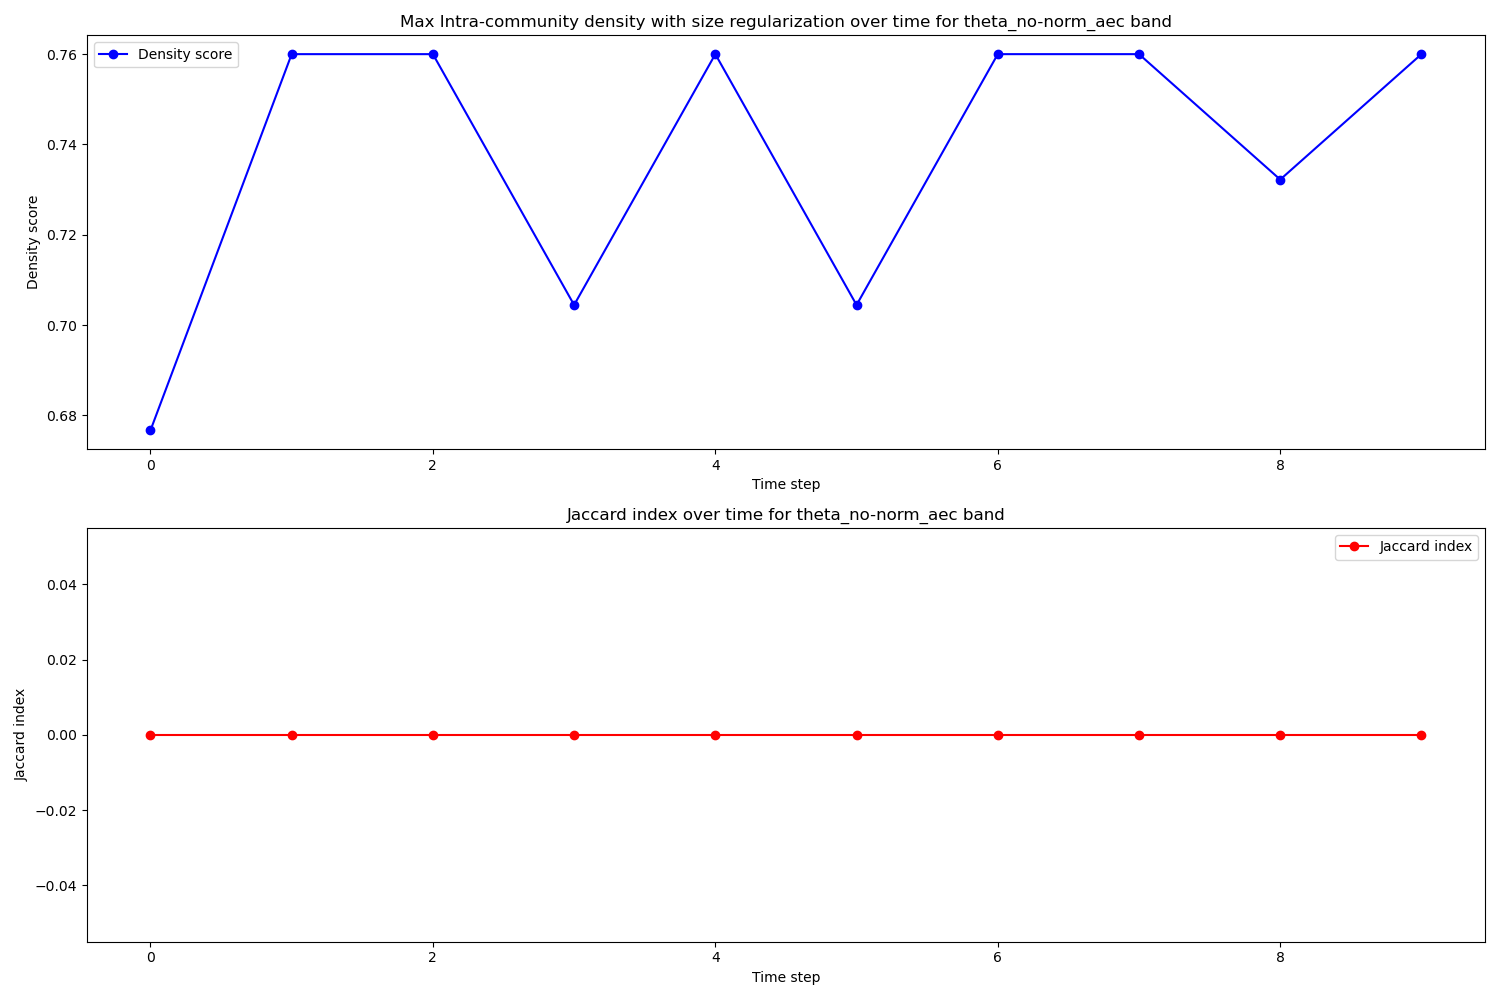 Max Intra-community density with size regularization over time for theta_no-norm_aec band
Density score
0.76
0.74
0.72
0.70
0.68
Density score
0 2 4 6 8
Time step
Jaccard index over time for theta_no-norm_aec band
Jaccard index
0.04
0.02
0.00
−0.02
−0.04
Jaccard index
0 2 4 6 8
Time step